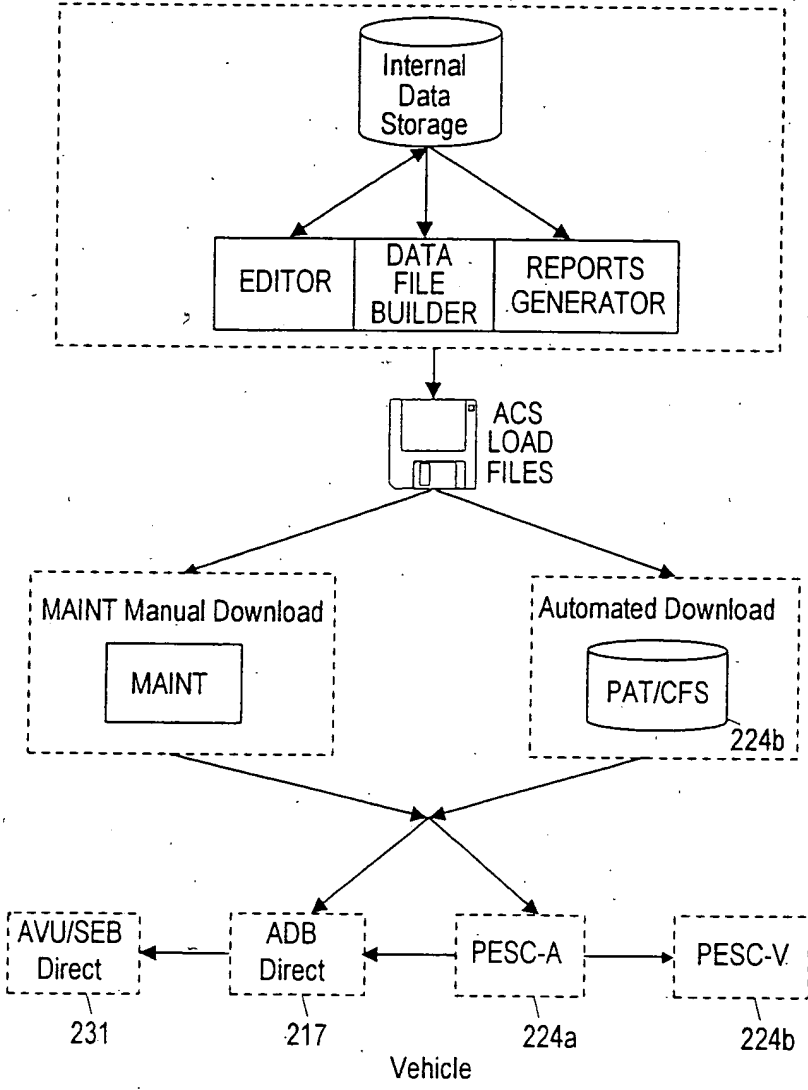 Internal
Data
Storage
EDITOR
DATA
FILE
BUILDER
REPORTS
GENERATOR
ACS
LOAD
FILES
MAINT Manual Download
MAINT
Automated Download
PAT/CFS
224b
AVU/SEB
Direct
231
ADB
Direct
217
PESC-A
224a
PESC-V
224b
Vehicle